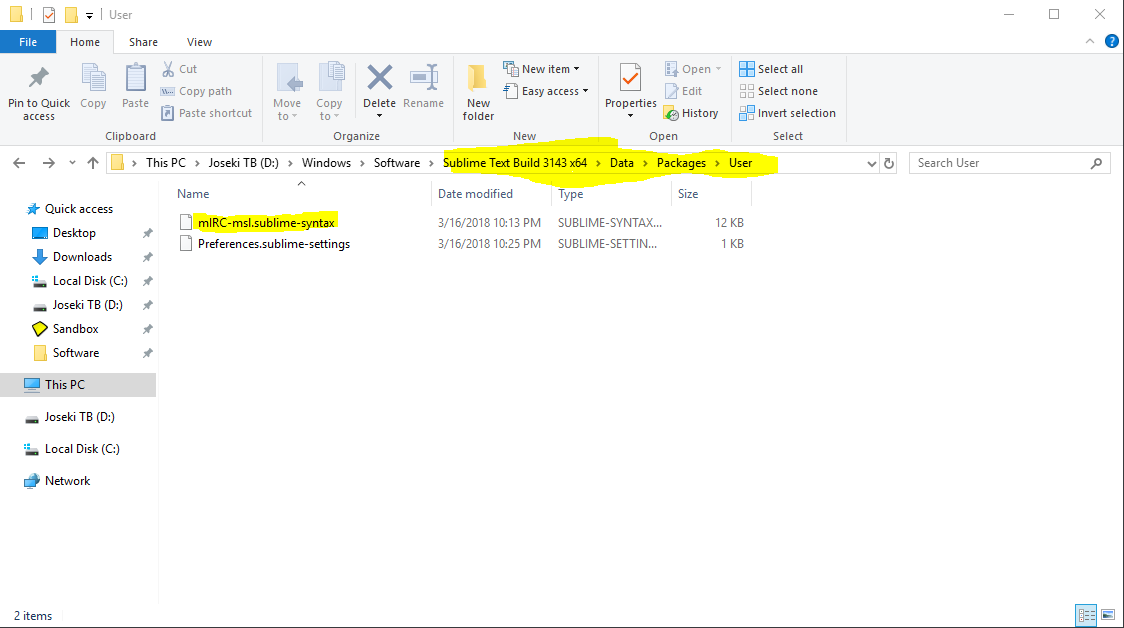 User
File Home Share View
Pin to Quick access
Copy
Paste
Cut
Copy path
Paste shortcut
Clipboard
Move to
Copy to
Delete
Rename
Organize
New folder
New item
Easy access
New
Properties
Open
Edit
History
Open
Select all
Select none
Invert selection
Select
This PC > Joseki TB (D:) > Windows > Software > Sublime Text Build 3143 x64 > Data > Packages > User
Search User
Name Date modified Type Size
mIRC-msl.sublime-syntax 3/16/2018 10:13 PM SUBLIME-SYNTAX... 12 KB
Preferences.sublime-settings 3/16/2018 10:25 PM SUBLIME-SETTIN... 1 KB
Quick access
Desktop
Downloads
Local Disk (C:)
Joseki TB (D:)
Sandbox
Software
This PC
Joseki TB (D:)
Local Disk (C:)
Network
2 items